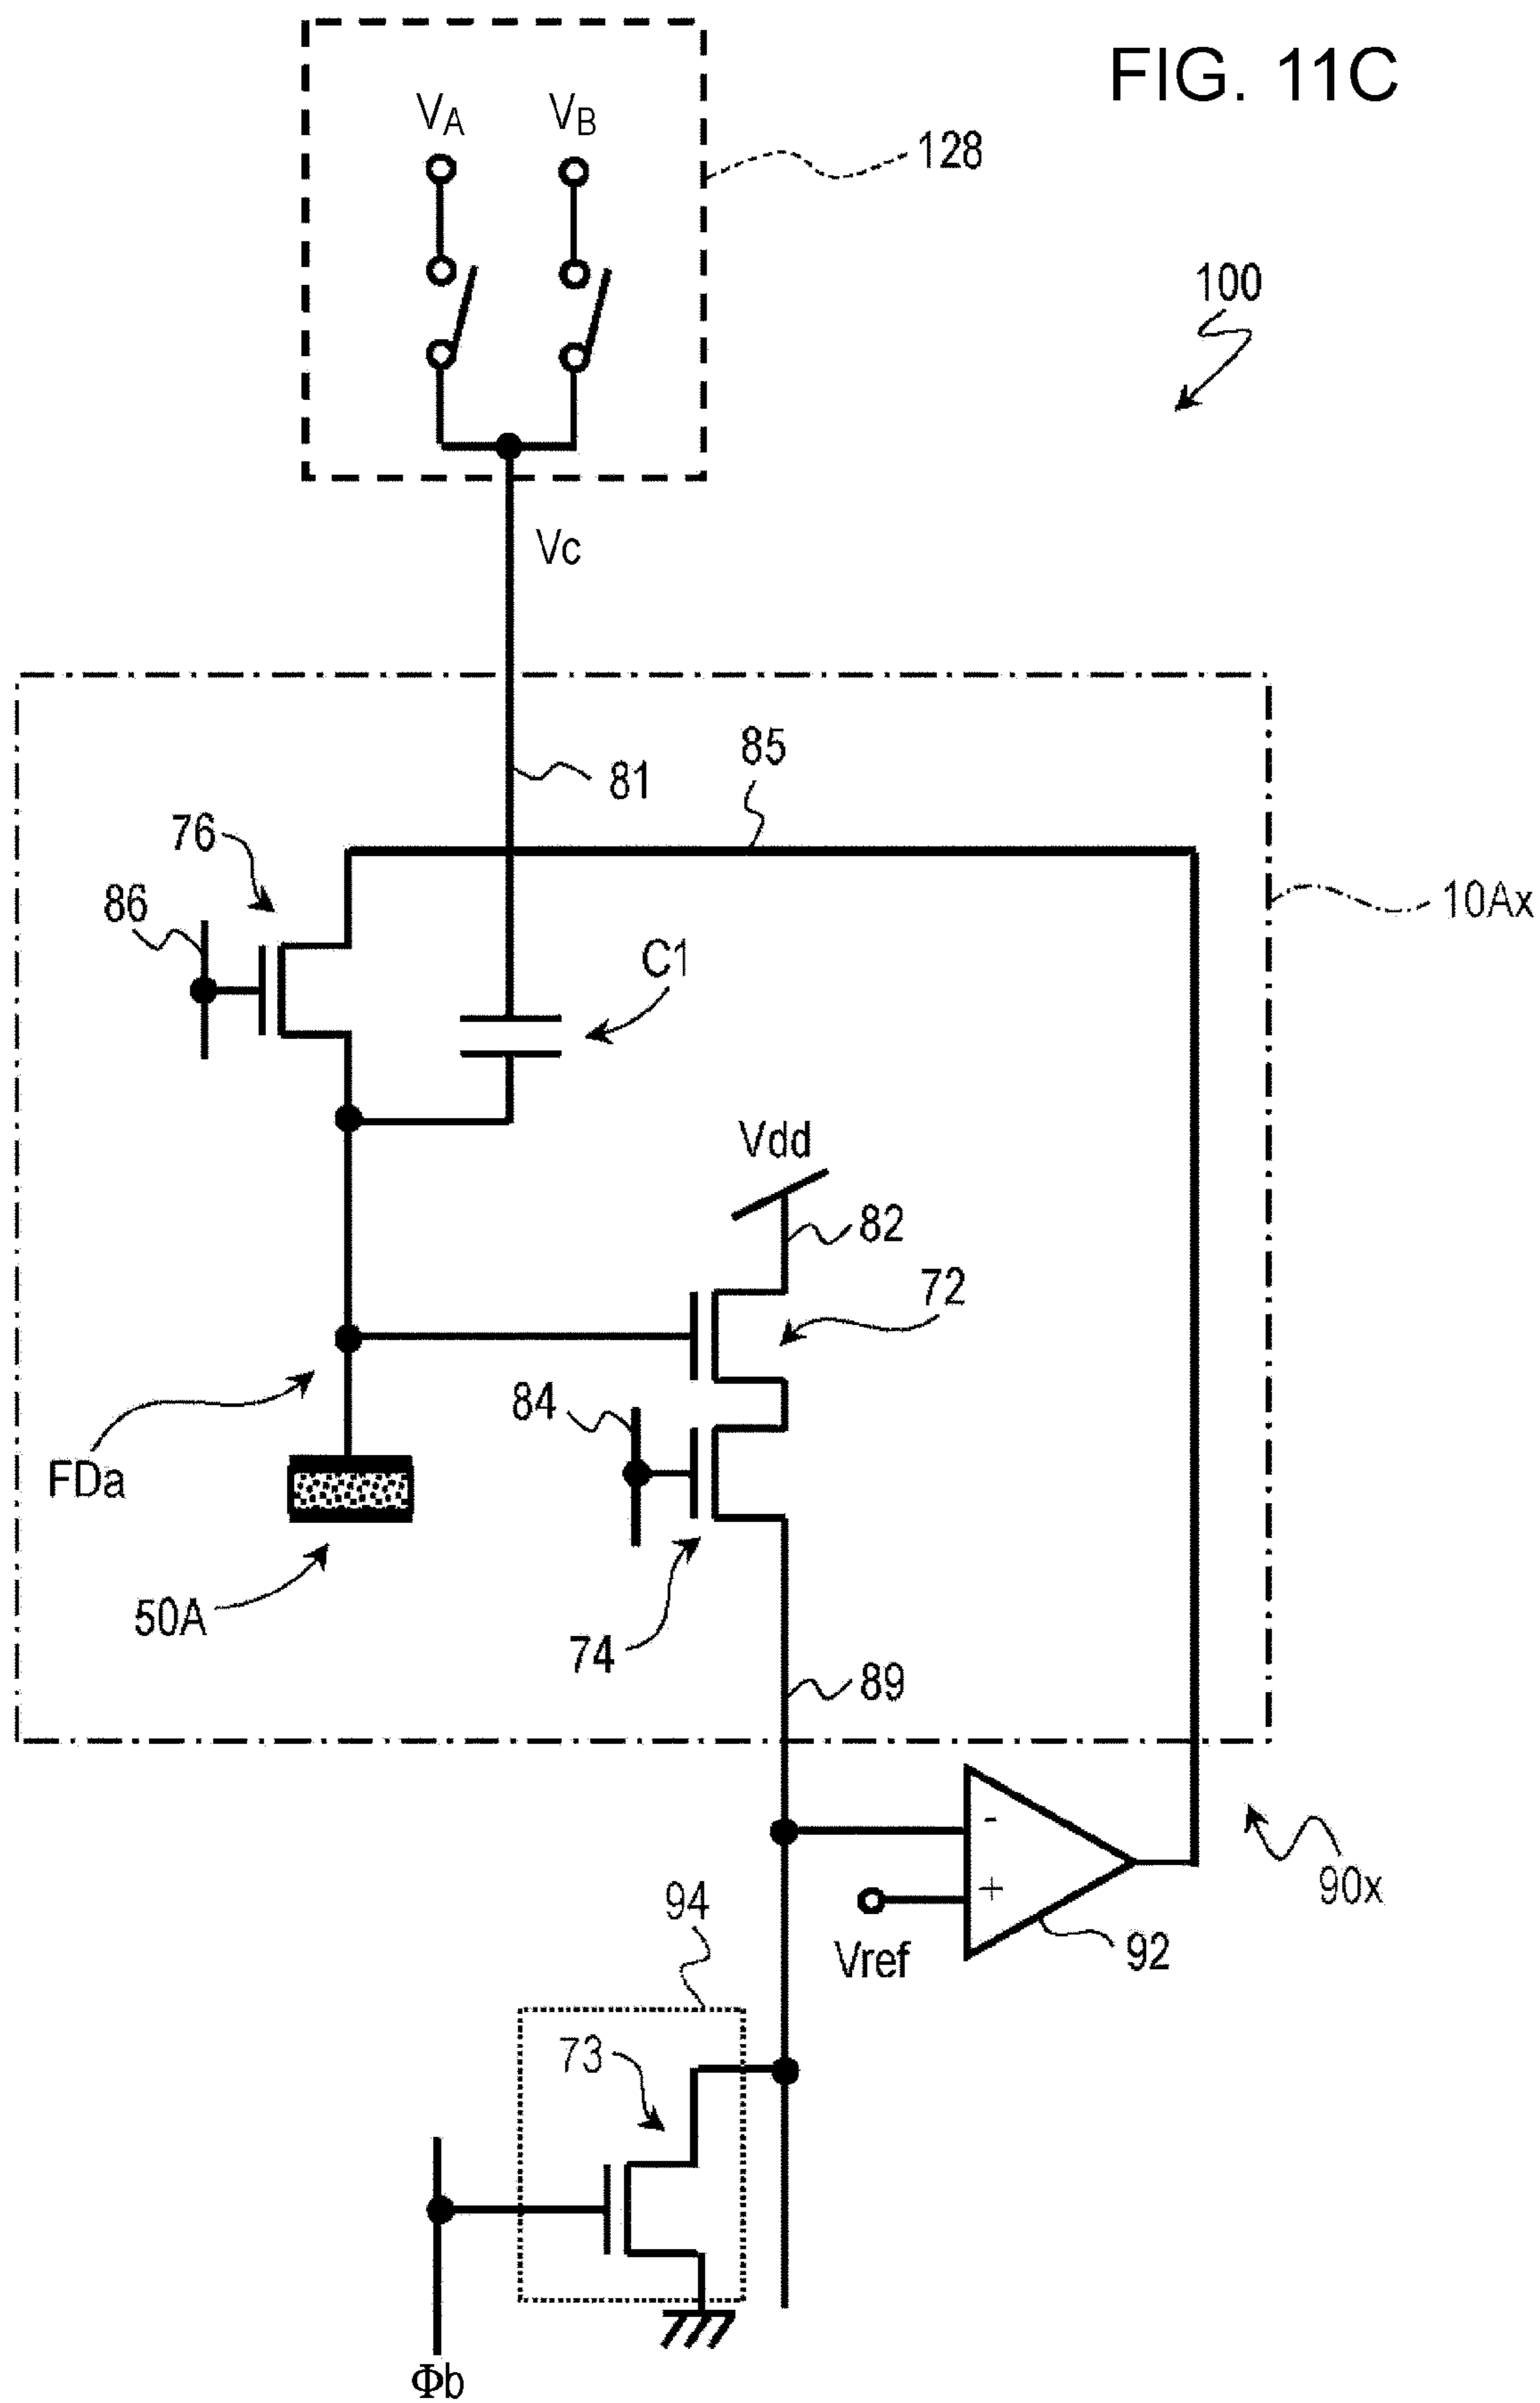 FIG. 11C
VA VB
128
100
Vc
85
81
76
10Ax
86
C1
Vdd
82
72
84
FDa
50A
74
89
-
+
90x
94
Vref
92
73
Φb